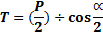 T = (P/2) ÷ cos ∝/2